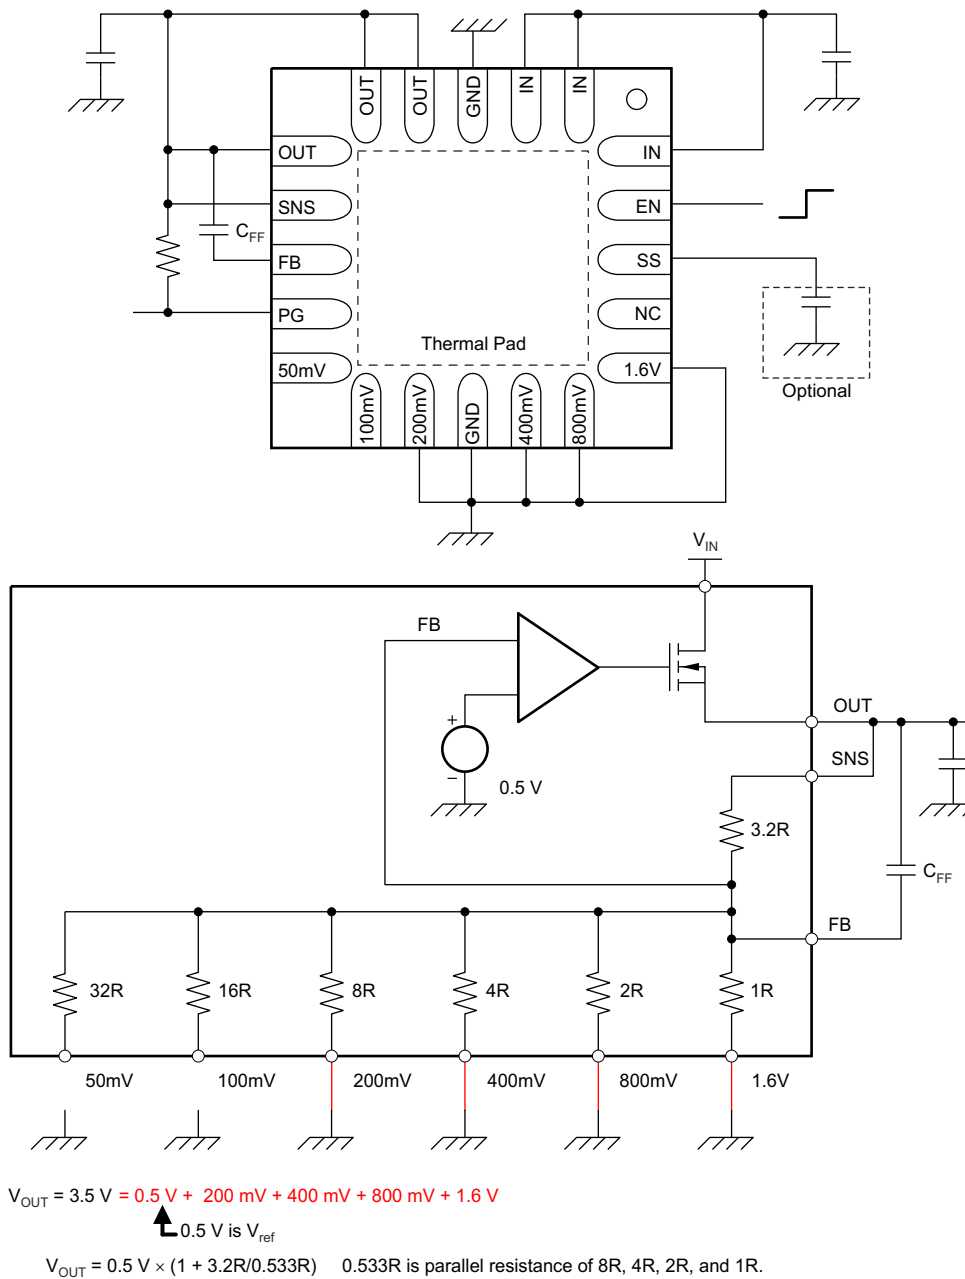 OUT
OUT
GND
IN
IN
OUT
IN
SNS
EN
C_FF
FB
SS
PG
NC
Thermal Pad
50mV
1.6V
Optional
100mV
200mV
GND
400mV
800mV
V_IN
FB
OUT
+
SNS
−
0.5 V
3.2R
C_FF
FB
32R
16R
8R
4R
2R
1R
50mV
100mV
200mV
400mV
800mV
1.6V
V_OUT = 3.5 V = 0.5 V + 200 mV + 400 mV + 800 mV + 1.6 V
0.5 V is V_ref
V_OUT = 0.5 V × (1 + 3.2R/0.533R) 0.533R is parallel resistance of 8R, 4R, 2R, and 1R.